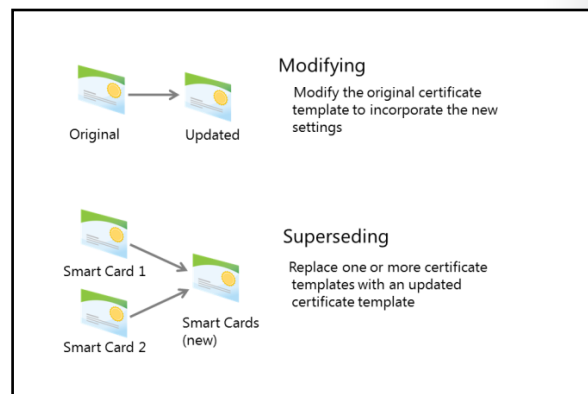 Modifying
Modify the original certificate
template to incorporate the new
settings
Original
Updated
Superseding
Replace one or more certificate
templates with an updated
certificate template
Smart Card 1
Smart Cards
(new)
Smart Card 2